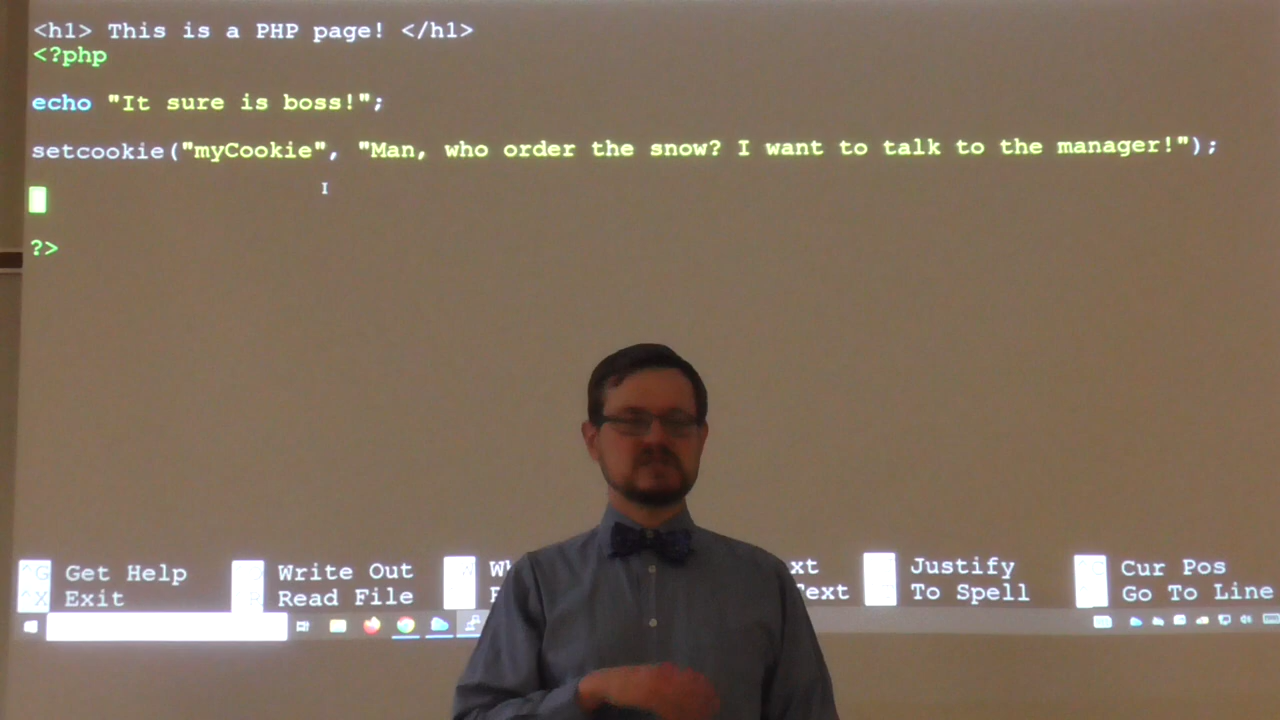 <h1> This is a PHP page! </h1>
<?php
echo "It sure is boss!";
setcookie("myCookie", "Man, who order the snow? I want to talk to the manager!");
?>
^G Get Help Write Out Justify Cur Pos
^X Exit Read File Text To Spell Go To Line